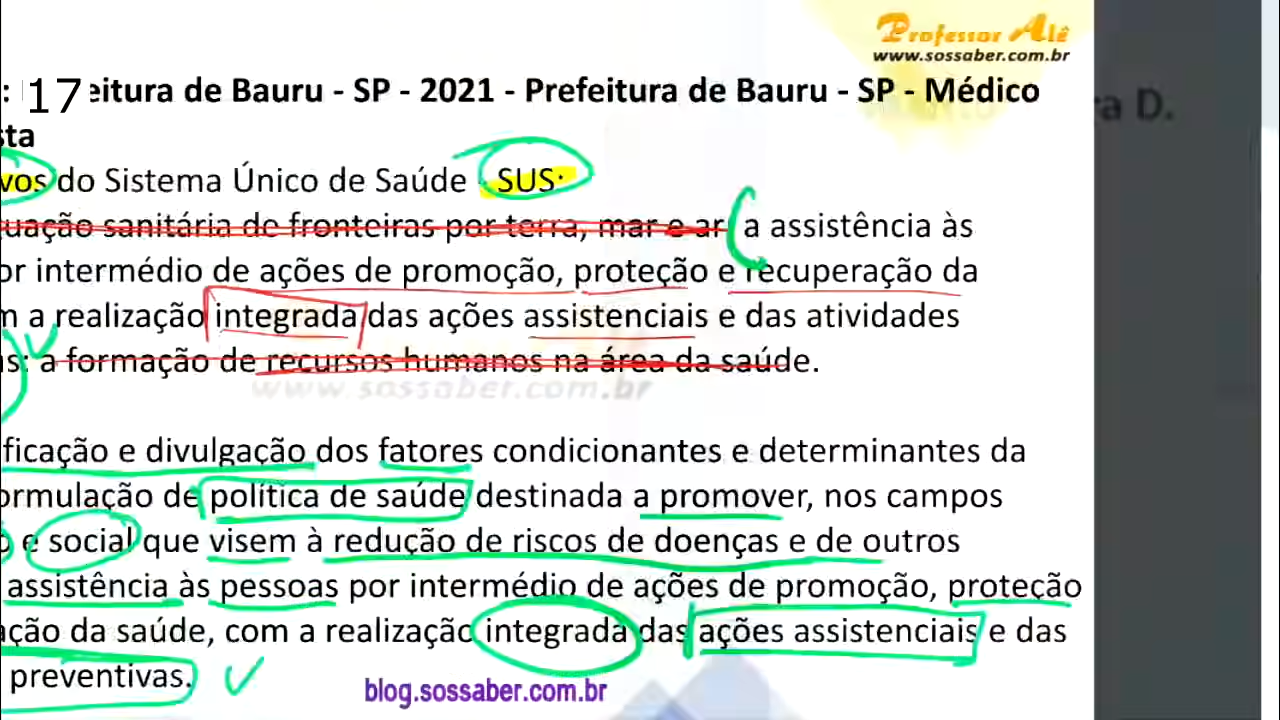 Professor Alê
www.sossaber.com.br
: 17 eitura de Bauru - SP - 2021 - Prefeitura de Bauru - SP - Médico
sta
vos do Sistema Único de Saúde - SUS:
uação sanitária de fronteiras por terra, mar e ar a assistência às
or intermédio de ações de promoção, proteção e recuperação da
m a realização integrada das ações assistenciais e das atividades
as: a formação de recursos humanos na área da saúde.
www.sossaber.com.br
ificação e divulgação dos fatores condicionantes e determinantes da
ormulação de política de saúde destinada a promover, nos campos
o e social que visem à redução de riscos de doenças e de outros
assistência às pessoas por intermédio de ações de promoção, proteção
ação da saúde, com a realização integrada das ações assistenciais e das
preventivas.
blog.sossaber.com.br
ra D.